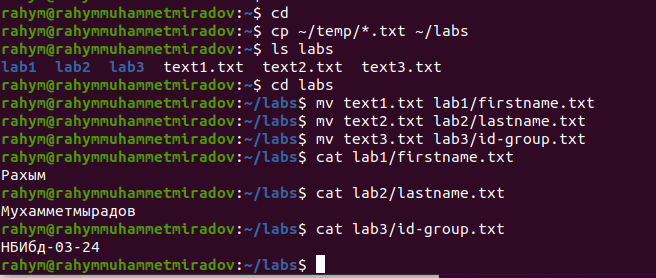 rahym@rahymmuhammetmiradov:~$ cd
rahym@rahymmuhammetmiradov:~$ cp ~/temp/*.txt ~/labs
rahym@rahymmuhammetmiradov:~$ ls labs
lab1 lab2 lab3 text1.txt text2.txt text3.txt
rahym@rahymmuhammetmiradov:~$ cd labs
rahym@rahymmuhammetmiradov:~/labs$ mv text1.txt lab1/firstname.txt
rahym@rahymmuhammetmiradov:~/labs$ mv text2.txt lab2/lastname.txt
rahym@rahymmuhammetmiradov:~/labs$ mv text3.txt lab3/id-group.txt
rahym@rahymmuhammetmiradov:~/labs$ cat lab1/firstname.txt
Рахым
rahym@rahymmuhammetmiradov:~/labs$ cat lab2/lastname.txt
Мухамметмырадов
rahym@rahymmuhammetmiradov:~/labs$ cat lab3/id-group.txt
НБИбд-03-24
rahym@rahymmuhammetmiradov:~/labs$